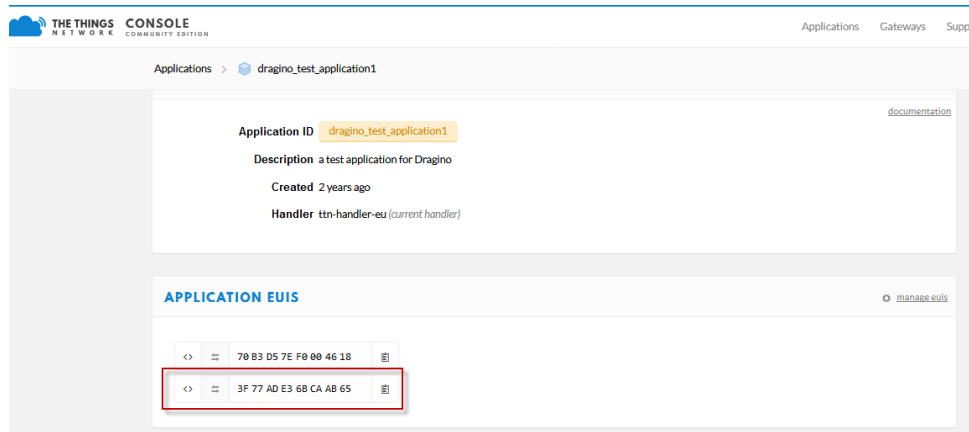 THE THINGS NETWORK CONSOLE COMMUNITY EDITION
Applications Gateways Supp
Applications > dragino_test_application1
documentation
Application ID dragino_test_application1
Description a test application for Dragino
Created 2 years ago
Handler ttn-handler-eu (current handler)
APPLICATION EUIS
manage euis
<> 70 B3 D5 7E F0 00 46 18
<> 3F 77 AD E3 6B CA AB 65